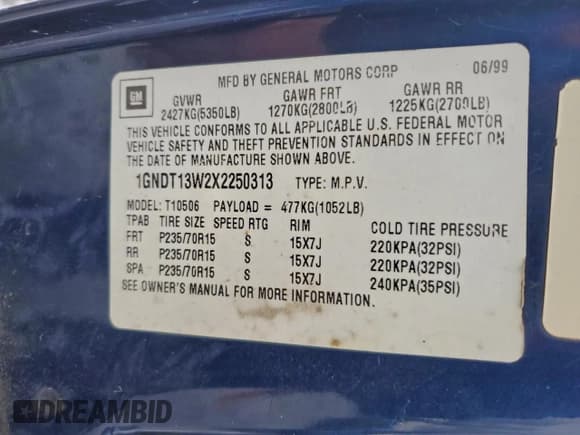 MFD BY GENERAL MOTORS CORP 06/99
GM
GVWR GAWR FRT GAWR RR
2427KG(5350LB) 1270KG(2800LB) 1225KG(2700LB)
THIS VEHICLE CONFORMS TO ALL APPLICABLE U.S. FEDERAL MOTOR
VEHICLE SAFETY AND THEFT PREVENTION STANDARDS IN EFFECT ON
THE DATE OF MANUFACTURE SHOWN ABOVE.
1GNDT13W2X2250313 TYPE: M.P.V.
MODEL: T10506 PAYLOAD = 477KG(1052LB)
TPAB TIRE SIZE SPEED RTG RIM COLD TIRE PRESSURE
FRT P235/70R15 S 15X7J 220KPA(32PSI)
RR P235/70R15 S 15X7J 220KPA(32PSI)
SPA P235/70R15 S 15X7J 240KPA(35PSI)
SEE OWNER'S MANUAL FOR MORE INFORMATION.
DREAMBID